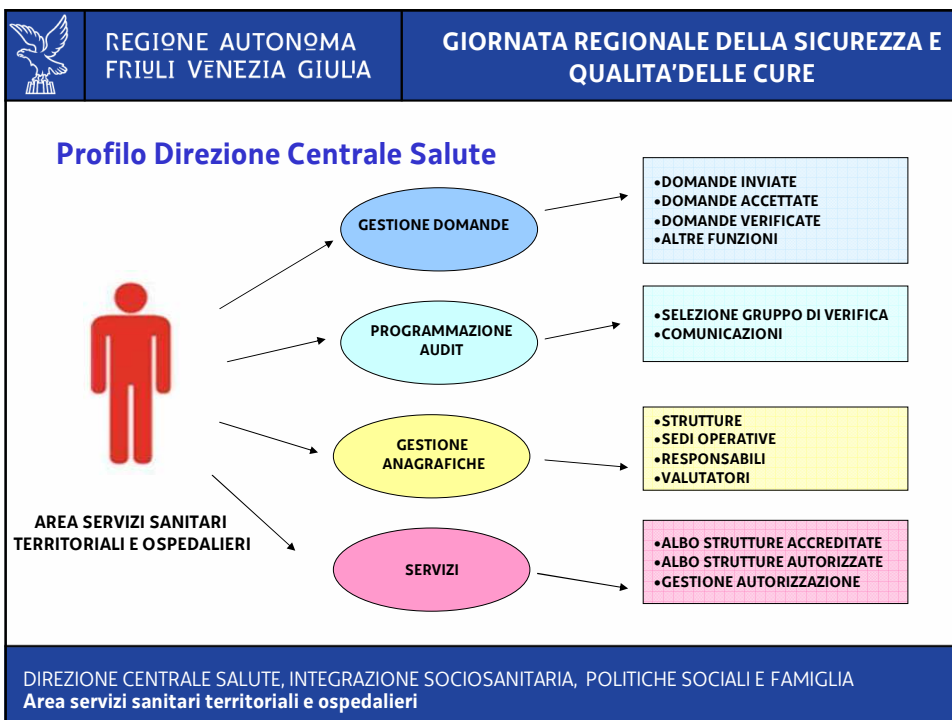 REGIONE AUTONOMA
FRIULI VENEZIA GIULIA
GIORNATA REGIONALE DELLA SICUREZZA E
QUALITA'DELLE CURE
Profilo Direzione Centrale Salute
GESTIONE DOMANDE
•DOMANDE INVIATE
•DOMANDE ACCETTATE
•DOMANDE VERIFICATE
•ALTRE FUNZIONI
PROGRAMMAZIONE
AUDIT
•SELEZIONE GRUPPO DI VERIFICA
•COMUNICAZIONI
GESTIONE
ANAGRAFICHE
•STRUTTURE
•SEDI OPERATIVE
•RESPONSABILI
•VALUTATORI
AREA SERVIZI SANITARI
TERRITORIALI E OSPEDALIERI
SERVIZI
•ALBO STRUTTURE ACCREDITATE
•ALBO STRUTTURE AUTORIZZATE
•GESTIONE AUTORIZZAZIONE
DIREZIONE CENTRALE SALUTE, INTEGRAZIONE SOCIOSANITARIA, POLITICHE SOCIALI E FAMIGLIA
Area servizi sanitari territoriali e ospedalieri